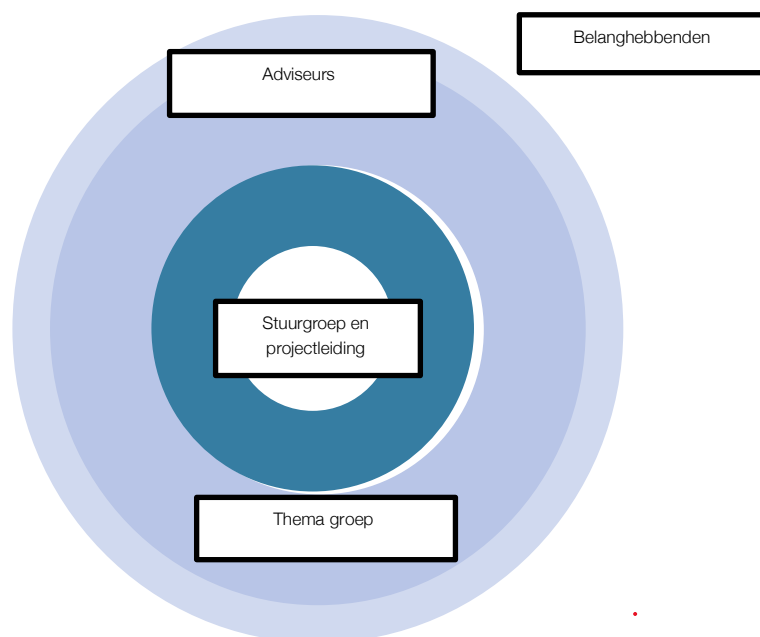 Belanghebbenden
Adviseurs
Stuurgroep en
projectleiding
Thema groep